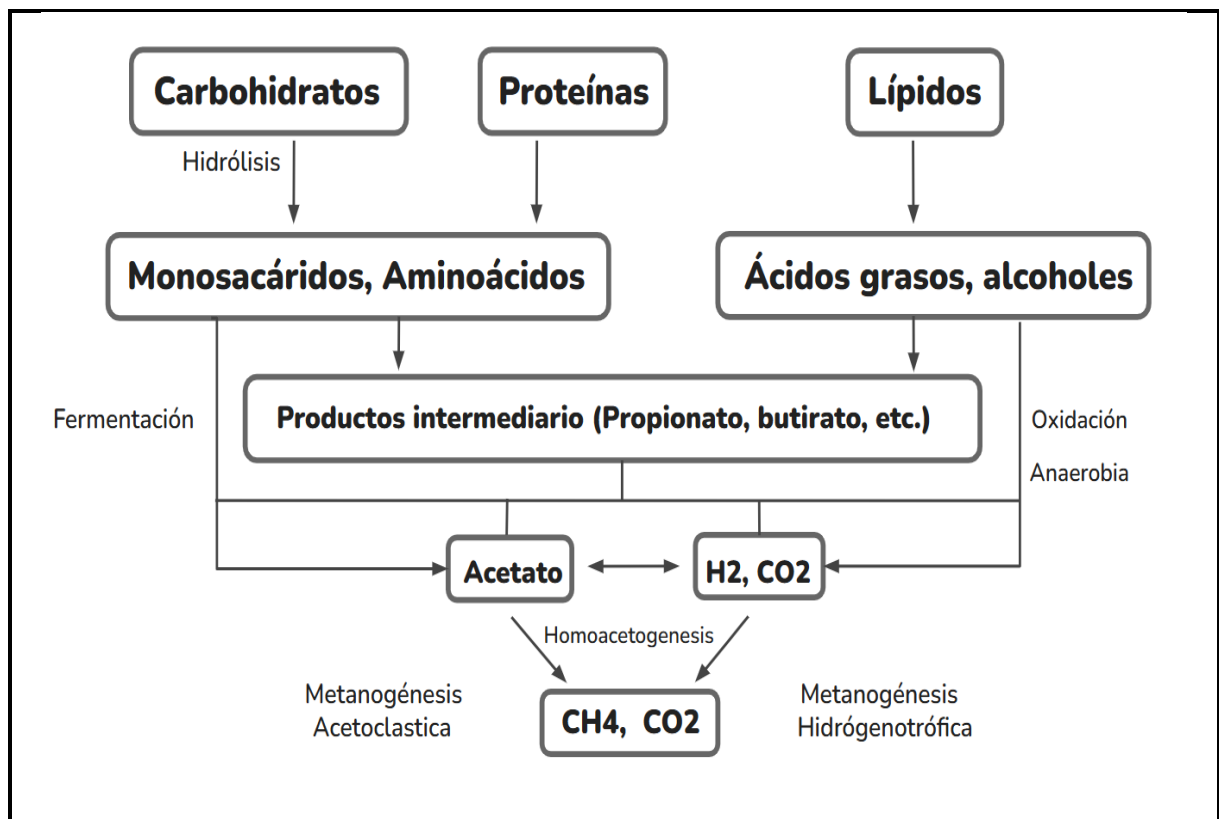 Carbohidratos
Proteínas
Lípidos
Hidrólisis
Monosacáridos, Aminoácidos
Ácidos grasos, alcoholes
Productos intermediario (Propionato, butirato, etc.)
Fermentación
Oxidación
Anaerobia
Acetato
H2, CO2
Homoacetogenesis
Metanogénesis
Acetoclastica
Metanogénesis
Hidrógenotrófica
CH4, CO2